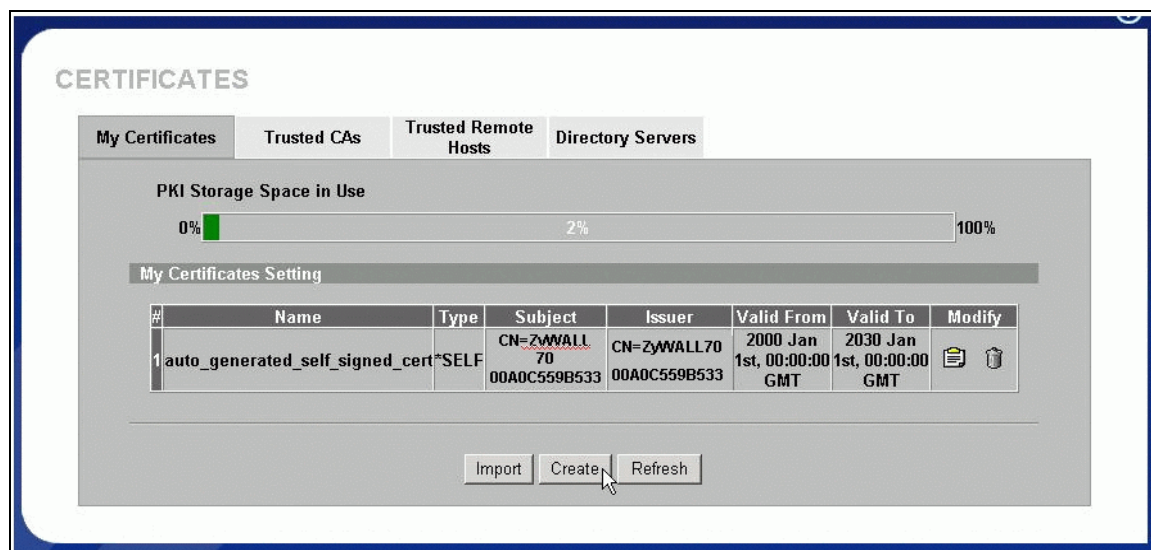 CERTIFICATES
My Certificates
Trusted CAs
Trusted Remote
Hosts
Directory Servers
PKI Storage Space in Use
0%
2%
100%
My Certificates Setting
# Name Type Subject Issuer Valid From Valid To Modify
1 auto_generated_self_signed_cert *SELF
CN=ZyWALL
70
00A0C559B533
CN=ZyWALL70
00A0C559B533
2000 Jan
1st, 00:00:00
GMT
2030 Jan
1st, 00:00:00
GMT
Import Create Refresh